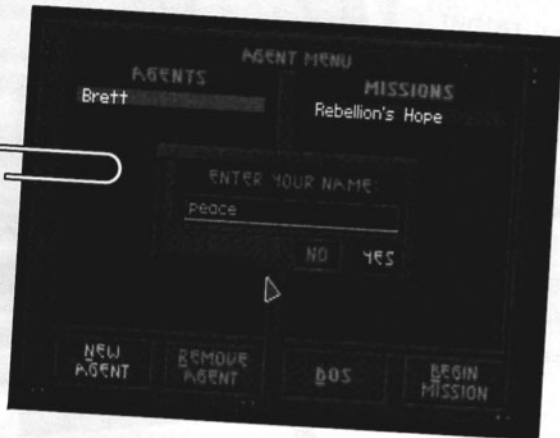 AGENT MENU
AGENTS
MISSIONS
Brett
Rebellion's Hope
ENTER YOUR NAME:
peace
NO YES
NEW
AGENT
REMOVE
AGENT
DOS
BEGIN
MISSION